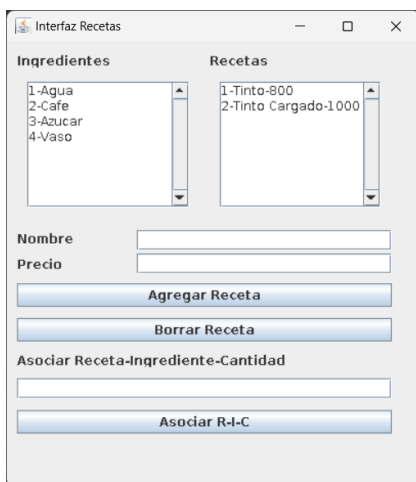 Interfaz Recetas
Ingredientes
Recetas
1-Agua
2-Cafe
3-Azucar
4-Vaso
1-Tinto-800
2-Tinto Cargado-1000
Nombre
Precio
Agregar Receta
Borrar Receta
Asociar Receta-Ingrediente-Cantidad
Asociar R-I-C